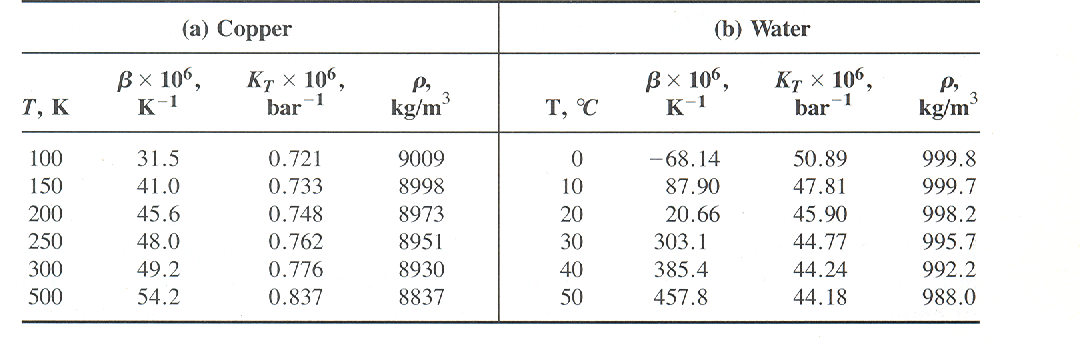 (a) Copper (b) Water
T, K β × 10⁶, K⁻¹ K_T × 10⁶, bar⁻¹ ρ, kg/m³ T, °C β × 10⁶, K⁻¹ K_T × 10⁶, bar⁻¹ ρ, kg/m³
100 31.5 0.721 9009 0 −68.14 50.89 999.8
150 41.0 0.733 8998 10 87.90 47.81 999.7
200 45.6 0.748 8973 20 20.66 45.90 998.2
250 48.0 0.762 8951 30 303.1 44.77 995.7
300 49.2 0.776 8930 40 385.4 44.24 992.2
500 54.2 0.837 8837 50 457.8 44.18 988.0